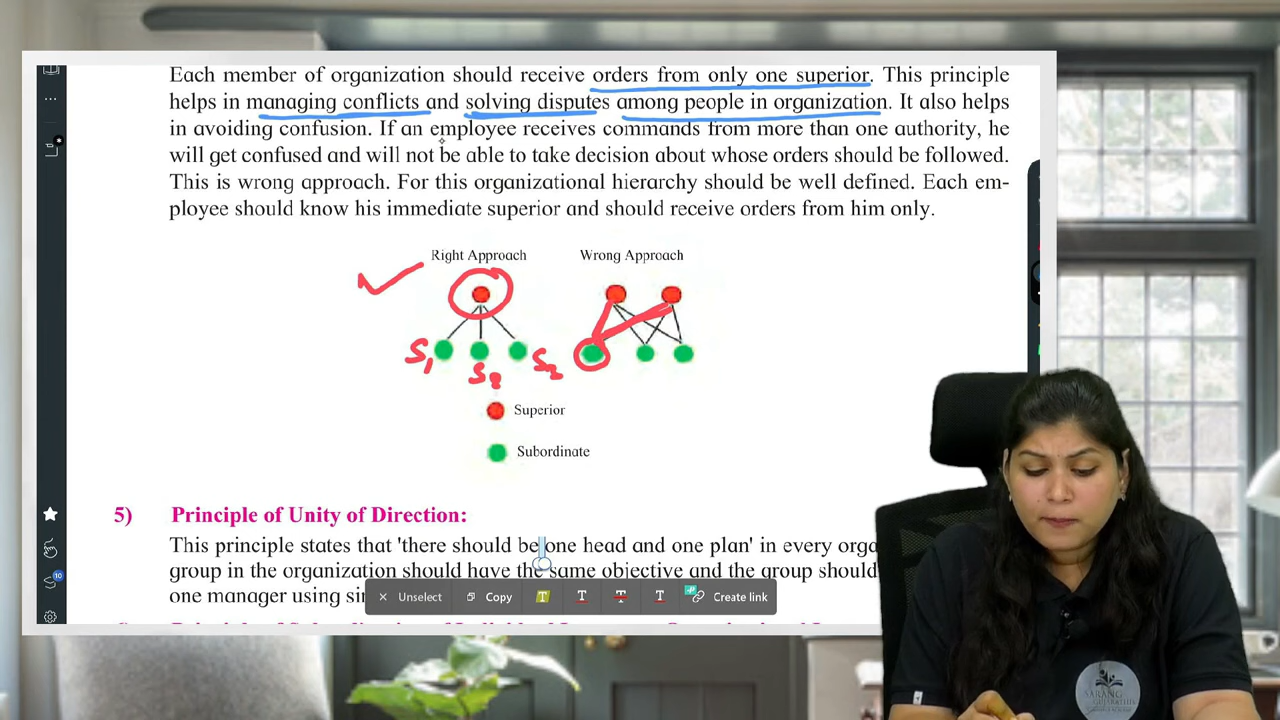 Each member of organization should receive orders from only one superior. This principle
helps in managing conflicts and solving disputes among people in organization. It also helps
in avoiding confusion. If an employee receives commands from more than one authority, he
will get confused and will not be able to take decision about whose orders should be followed.
This is wrong approach. For this organizational hierarchy should be well defined. Each em-
ployee should know his immediate superior and should receive orders from him only.
Right Approach Wrong Approach
S1
S2
Superior
Subordinate
5) Principle of Unity of Direction:
This principle states that 'there should be one head and one plan' in every
group in the organization should have the same objective and the group should
one manager using
Unselect Copy T T T T Create link
10
SARANG